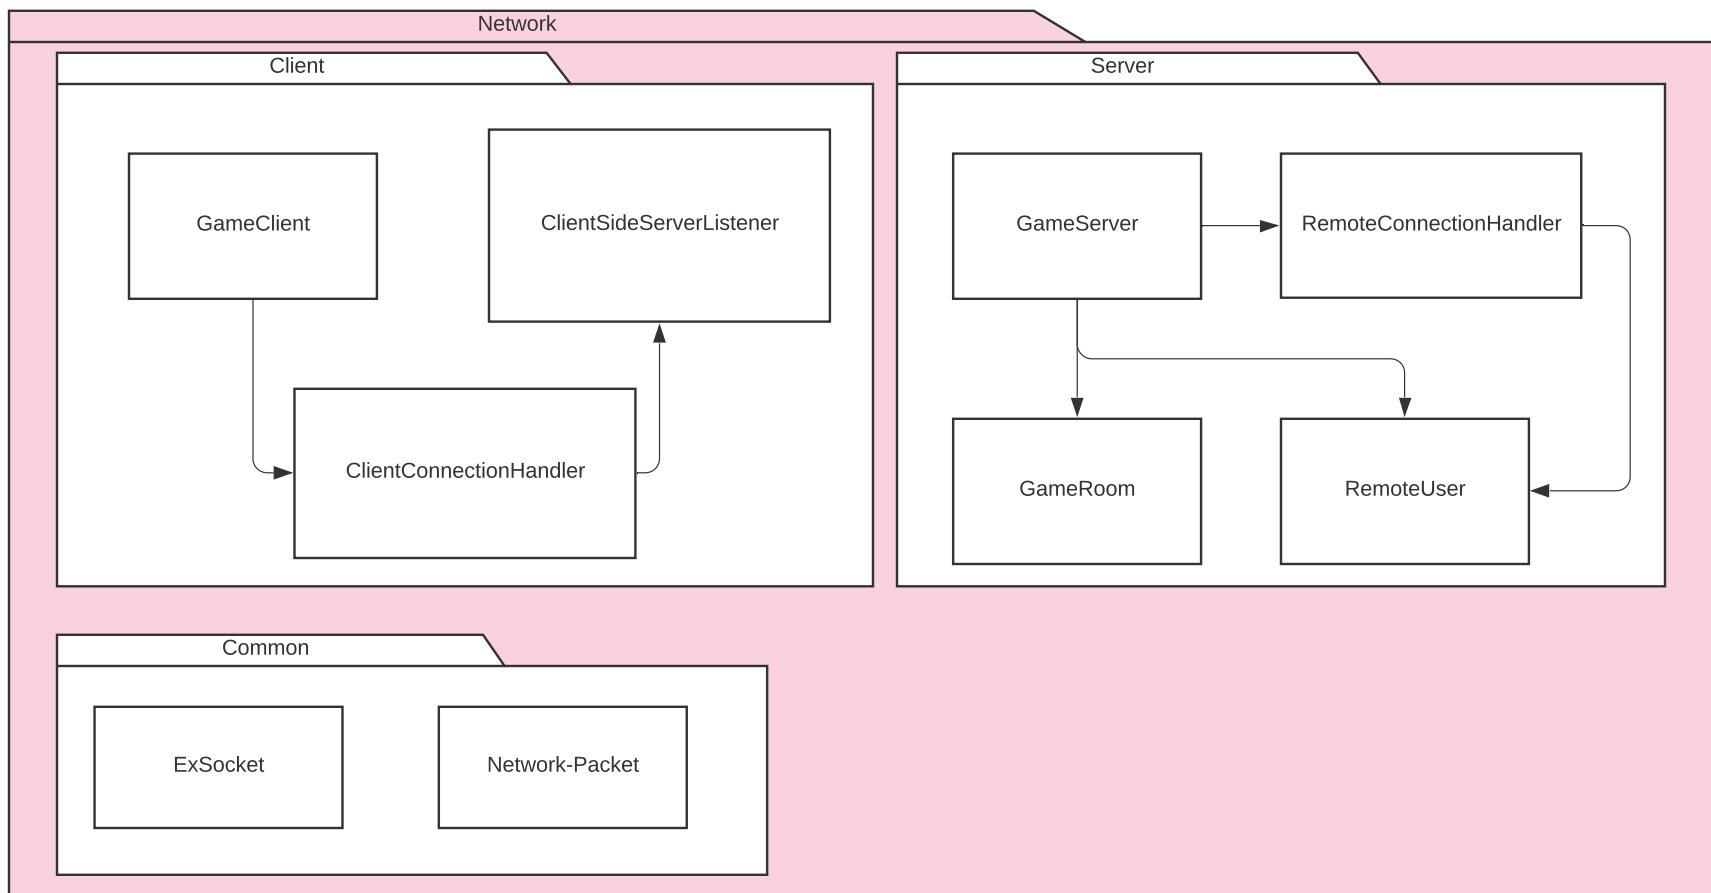 Network
Client
GameClient
ClientSideServerListener
ClientConnectionHandler
Server
GameServer
RemoteConnectionHandler
GameRoom
RemoteUser
Common
ExSocket
Network-Packet